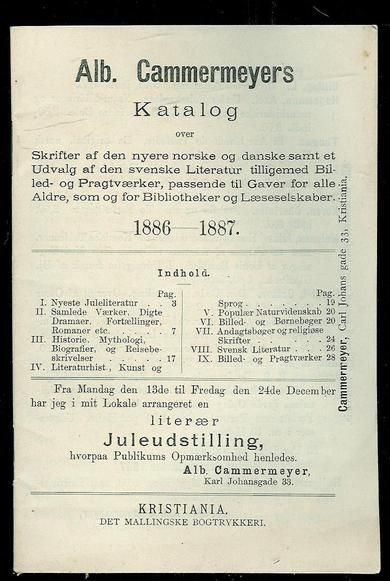 Alb. Cammermeyers
Katalog
over
Skrifter af den nyere norske og danske samt et
Udvalg af den svenske Literatur tilligemed Bil-
led- og Pragtværker, passende til Gaver for alle
Aldre, som og for Bibliotheker og Læseselskaber.
1886—1887.
Indhold.
Pag.
I. Nyeste Juleliteratur . . . 3
II. Samlede Værker, Digte
Dramaer, Fortællinger,
Romaner etc. . . . . . 7
III. Historie, Mythologi,
Biografier, og Reisebe-
skrivelser . . . . . . 17
IV. Literaturhist., Kunst og
Pag.
Sprog . . . . . . . 19
V. Populær Naturvidenskab 20
VI. Billed- og Børnebøger 20
VII. Andagtsbøger og religiøse
Skrifter . . . . . . 24
VIII. Svensk Literatur . . . 26
IX. Billed- og Pragtværker 28
Fra Mandag den 13de til Fredag den 24de December
har jeg i mit Lokale arrangeret en
literær
Juleudstilling,
hvorpaa Publikums Opmærksomhed henledes.
Alb. Cammermeyer,
Karl Johansgade 33.
KRISTIANIA.
DET MALLINGSKE BOGTRYKKERI.
Cammermeyer, Carl Johans gade 33, Kristiania.